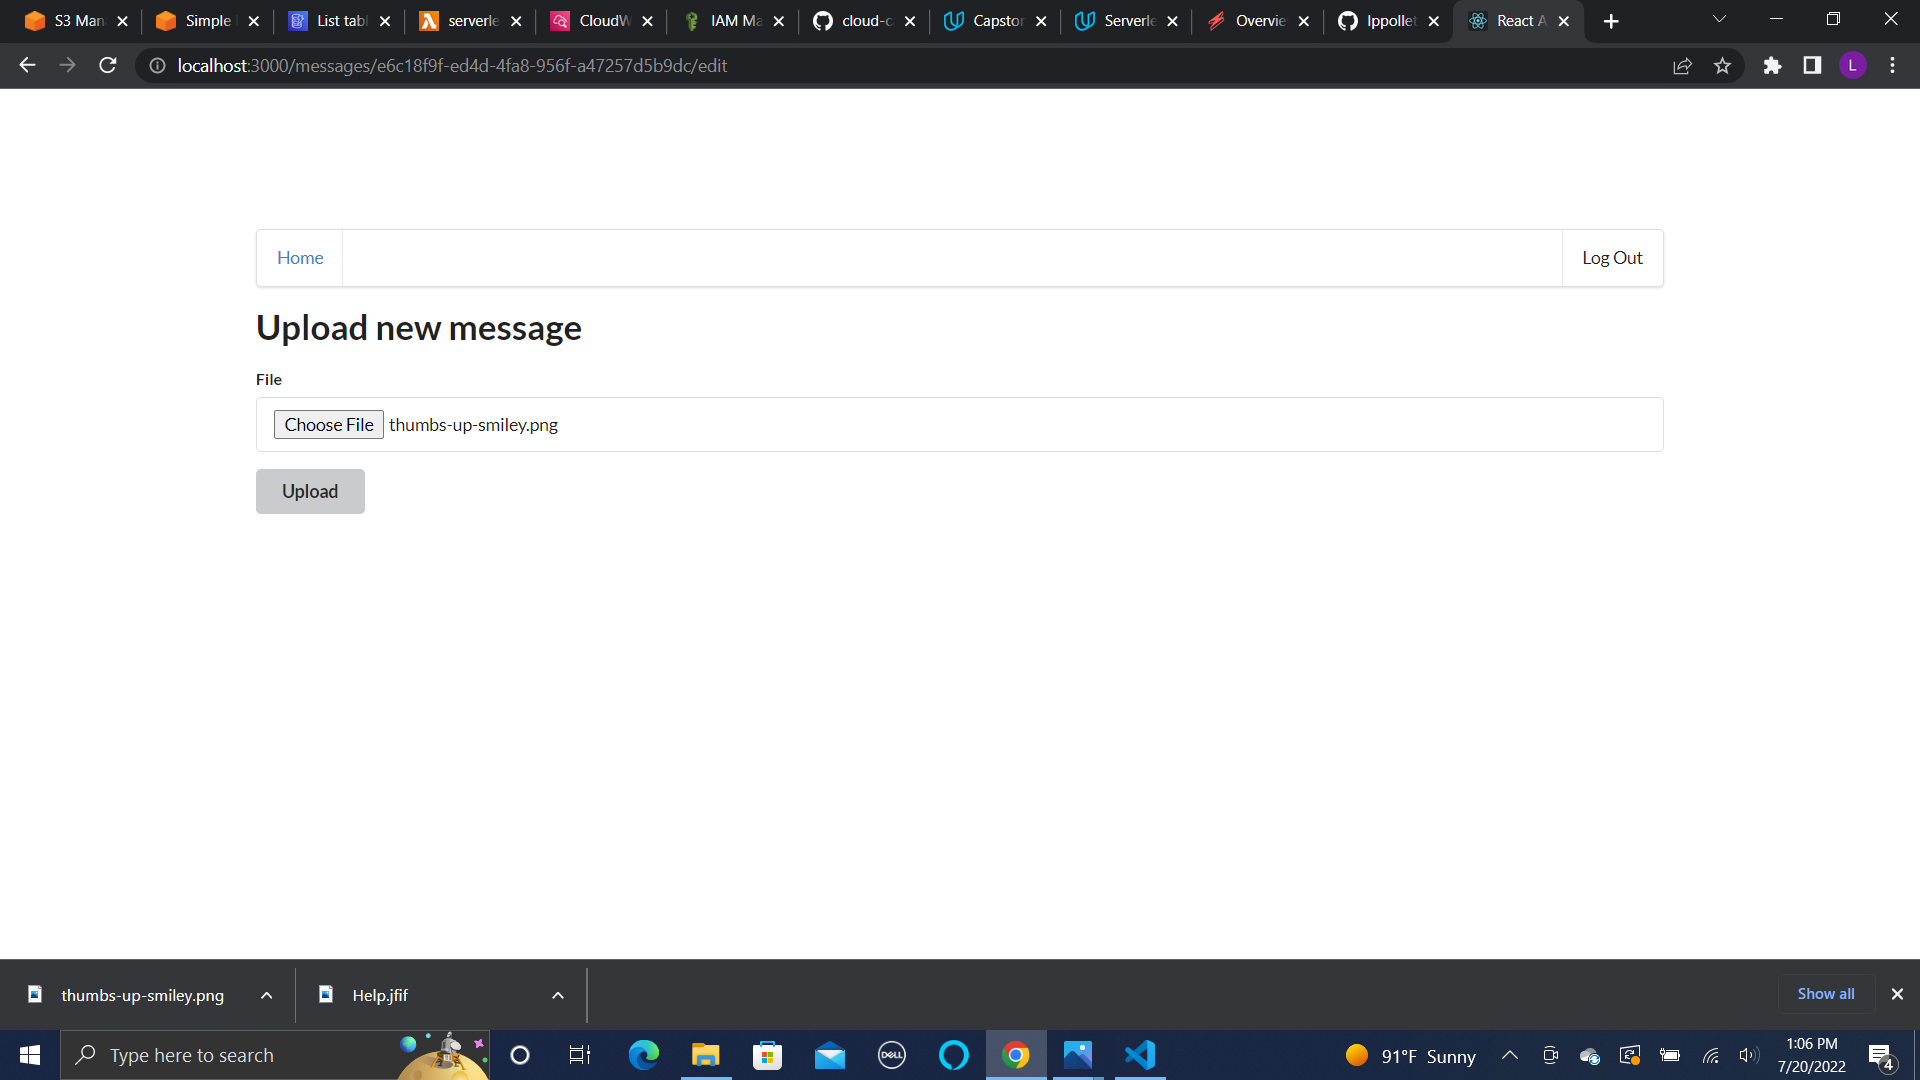 S3 Man
Simple
List tabl
serverle
CloudW
IAM Ma
cloud-c
Capstor
Serverle
Overvie
lppollet
React A
localhost:3000/messages/e6c18f9f-ed4d-4fa8-956f-a47257d5b9dc/edit
L
Home
Log Out
Upload new message
File
Choose File thumbs-up-smiley.png
Upload
thumbs-up-smiley.png
Help.jfif
Show all
Type here to search
DELL
91°F Sunny
1:06 PM
7/20/2022
4